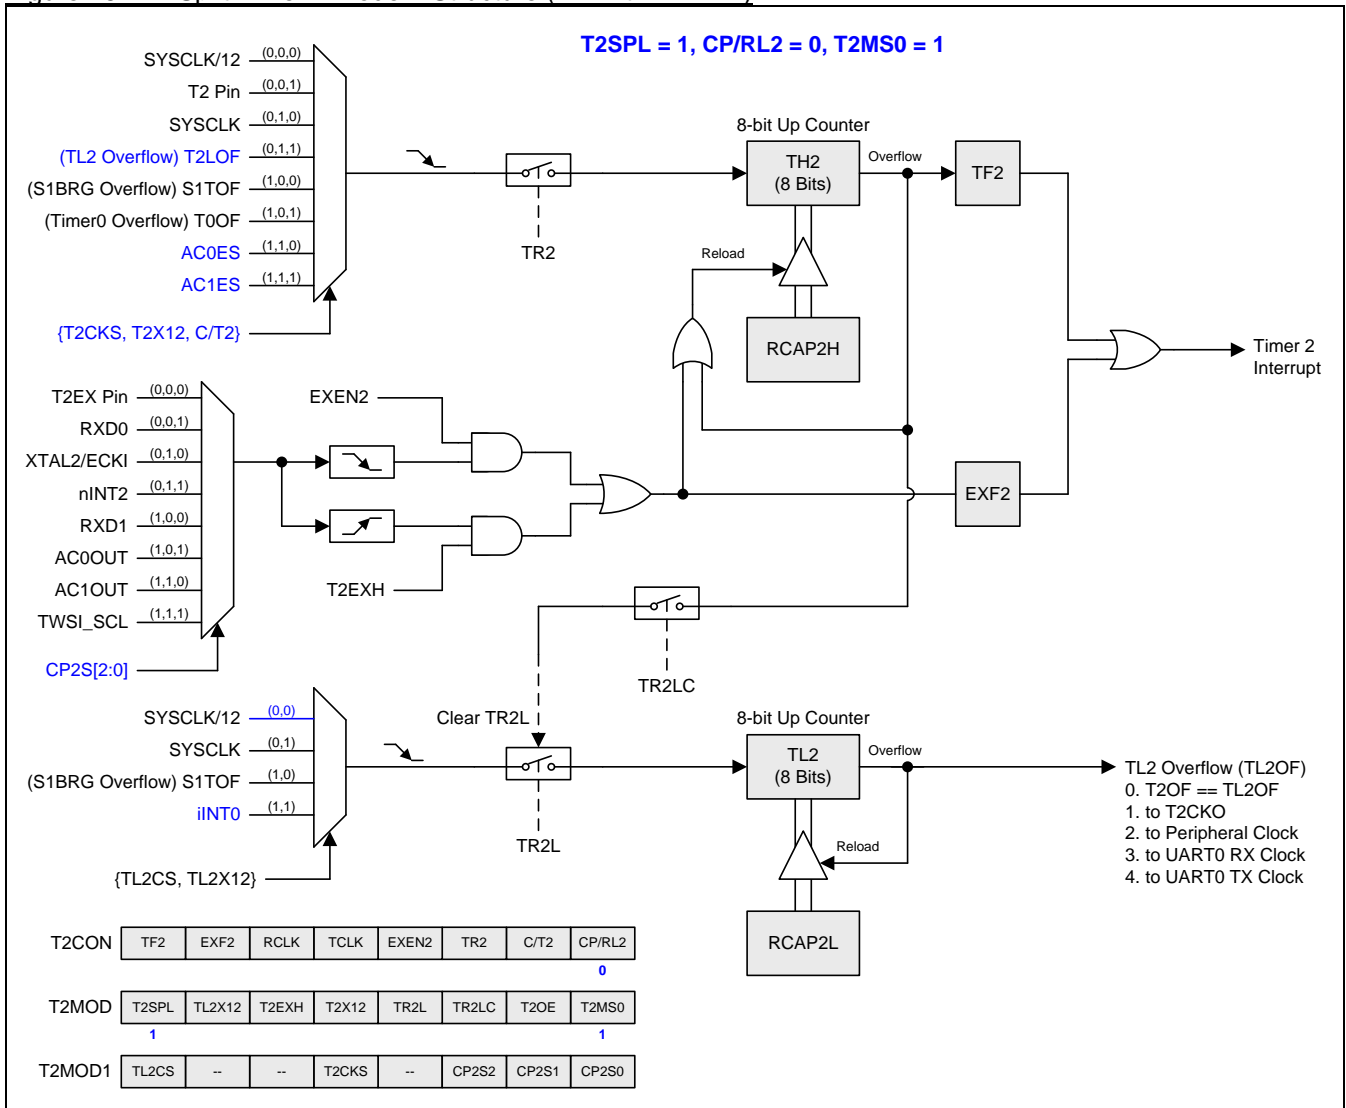 T2SPL = 1, CP/RL2 = 0, T2MS0 = 1
SYSCLK/12 (0,0,0)
T2 Pin (0,0,1)
SYSCLK (0,1,0)
(TL2 Overflow) T2LOF (0,1,1)
(S1BRG Overflow) S1TOF (1,0,0)
(Timer0 Overflow) T0OF (1,0,1)
AC0ES (1,1,0)
AC1ES (1,1,1)
{T2CKS, T2X12, C/T2}
TR2
8-bit Up Counter
TH2
(8 Bits)
Overflow
TF2
Reload
RCAP2H
Timer 2
Interrupt
T2EX Pin (0,0,0)
RXD0 (0,0,1)
XTAL2/ECKI (0,1,0)
nINT2 (0,1,1)
RXD1 (1,0,0)
AC0OUT (1,0,1)
AC1OUT (1,1,0)
TWSI_SCL (1,1,1)
CP2S[2:0]
EXEN2
T2EXH
EXF2
TR2LC
SYSCLK/12 (0,0)
SYSCLK (0,1)
(S1BRG Overflow) S1TOF (1,0)
iINT0 (1,1)
{TL2CS, TL2X12}
Clear TR2L
TR2L
8-bit Up Counter
TL2
(8 Bits)
Overflow
Reload
RCAP2L
TL2 Overflow (TL2OF)
0. T2OF == TL2OF
1. to T2CKO
2. to Peripheral Clock
3. to UART0 RX Clock
4. to UART0 TX Clock
T2CON TF2 EXF2 RCLK TCLK EXEN2 TR2 C/T2 CP/RL2
0
T2MOD T2SPL TL2X12 T2EXH T2X12 TR2L TR2LC T2OE T2MS0
1 1
T2MOD1 TL2CS -- -- T2CKS -- CP2S2 CP2S1 CP2S0